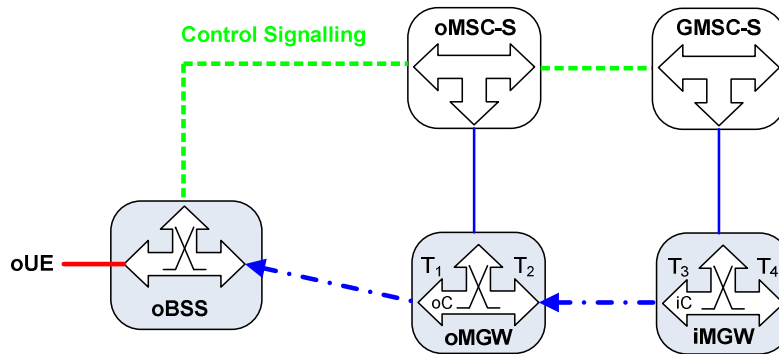 Control Signalling
oMSC-S
GMSC-S
oUE
oBSS
T1
T2
oC
oMGW
T3
T4
iC
iMGW